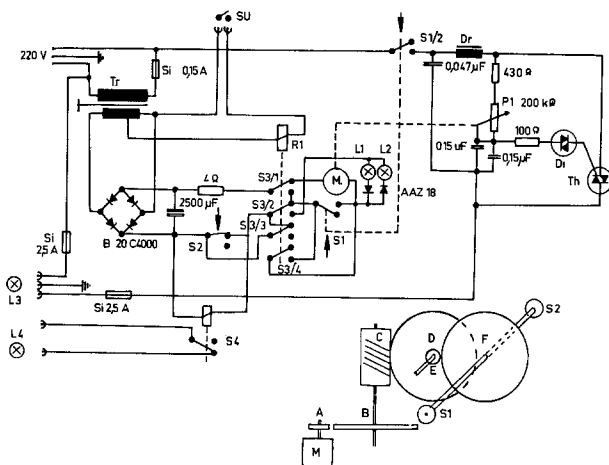 SU
220 V
Si
0,15 A
Tr
S1/2
Dr
0,047µF
430 Ω
P1
200 kΩ
R1
0,15 uF
0,15µF
100 Ω
Di
Th
L1
L2
M
AAZ 18
4 Ω
2500 µF
S3/1
S3/2
S3/3
S3/4
S2
S1
B 20 C4000
Si
2,5 A
L3
Si 2,5 A
L4
S4
S2
C
D
F
E
S1
A
B
M